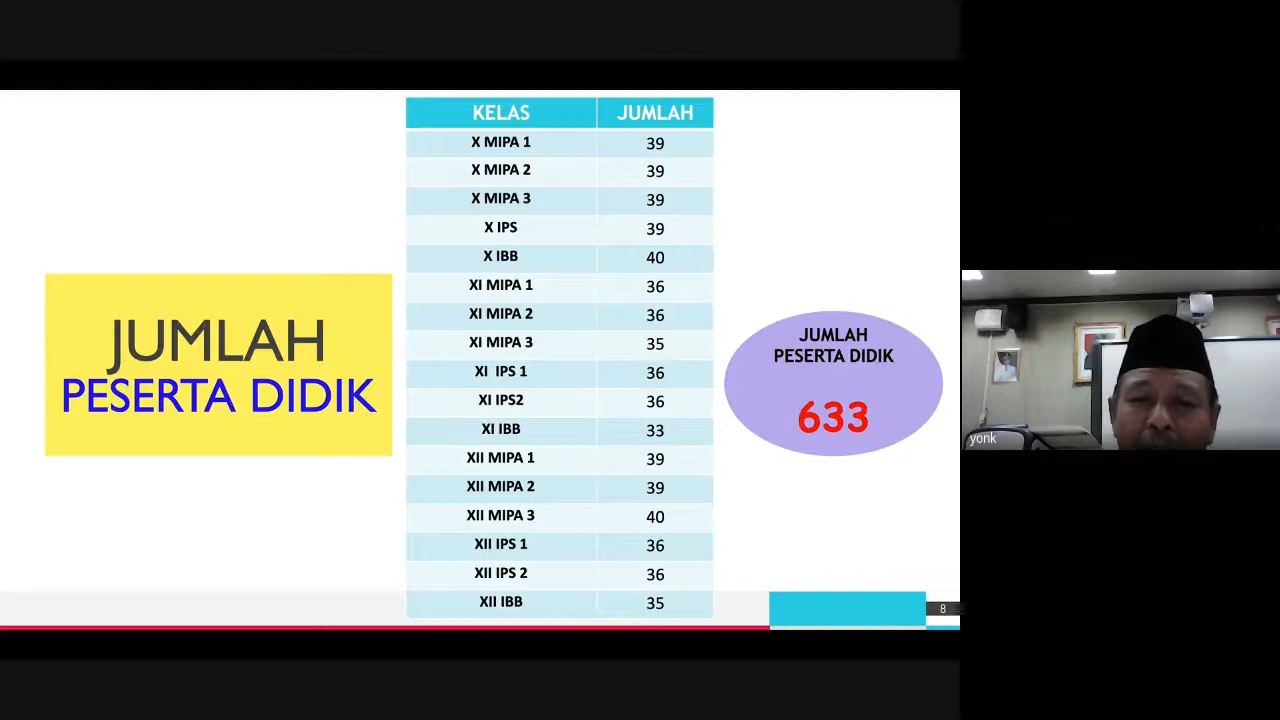 JUMLAH
PESERTA DIDIK
KELAS JUMLAH
X MIPA 1 39
X MIPA 2 39
X MIPA 3 39
X IPS 39
X IBB 40
XI MIPA 1 36
XI MIPA 2 36
XI MIPA 3 35
XI IPS 1 36
XI IPS2 36
XI IBB 33
XII MIPA 1 39
XII MIPA 2 39
XII MIPA 3 40
XII IPS 1 36
XII IPS 2 36
XII IBB 35
JUMLAH
PESERTA DIDIK
633
8
yonk